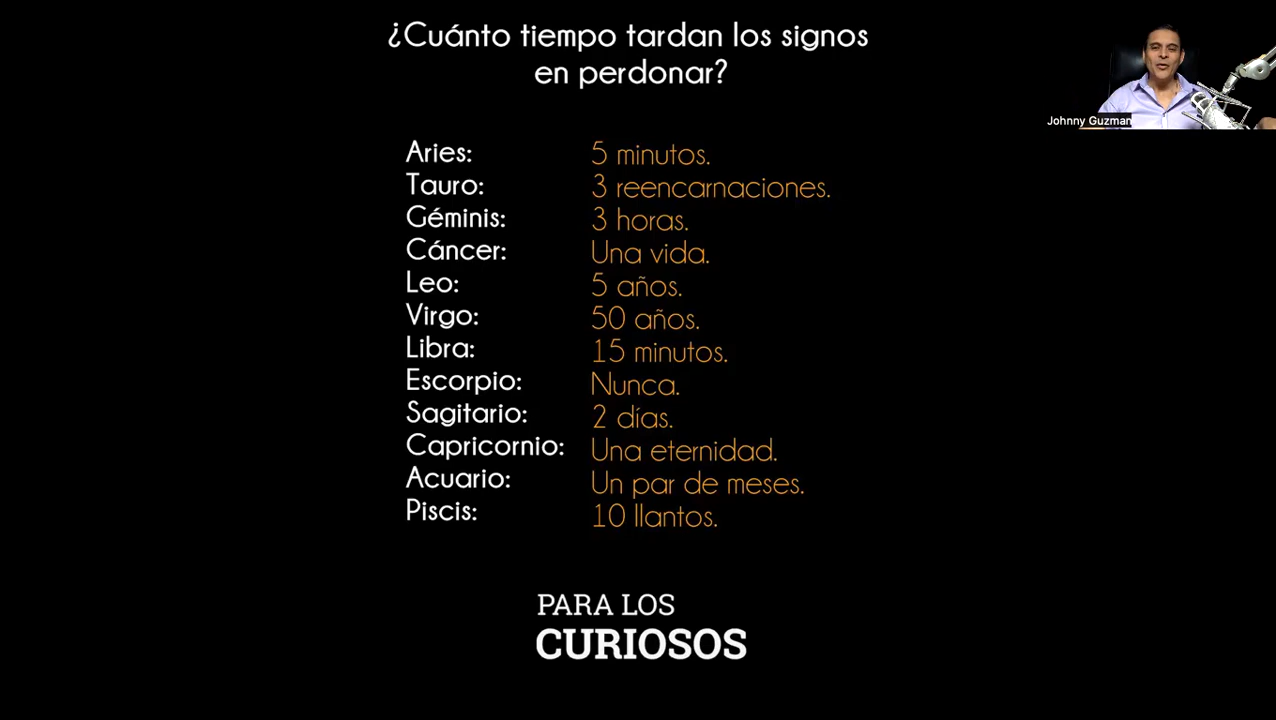 ¿Cuánto tiempo tardan los signos
en perdonar?
Johnny Guzman
Aries: 5 minutos.
Tauro: 3 reencarnaciones.
Géminis: 3 horas.
Cáncer: Una vida.
Leo: 5 años.
Virgo: 50 años.
Libra: 15 minutos.
Escorpio: Nunca.
Sagitario: 2 días.
Capricornio: Una eternidad.
Acuario: Un par de meses.
Piscis: 10 llantos.
PARA LOS
CURIOSOS